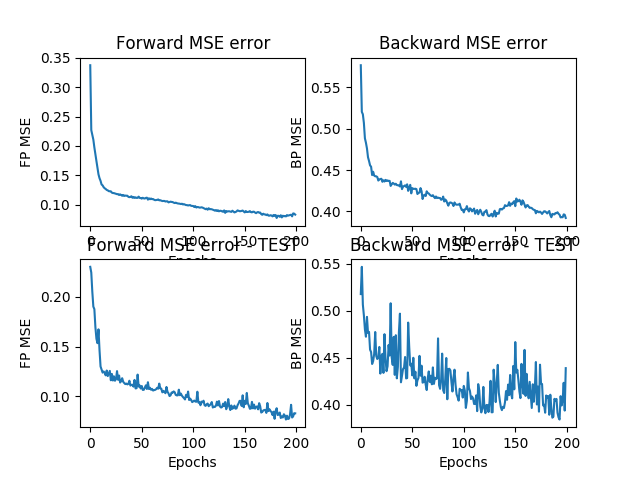 Forward MSE error
Backward MSE error
FP MSE
0.35
0.30
0.25
0.20
0.15
0.10
0 50 100 150 200
Epochs
BP MSE
0.55
0.50
0.45
0.40
0 50 100 150 200
Forward MSE error - TEST
Backward MSE error - TEST
FP MSE
0.20
0.15
0.10
0 50 100 150 200
Epochs
BP MSE
0.55
0.50
0.45
0.40
0 50 100 150 200
Epochs